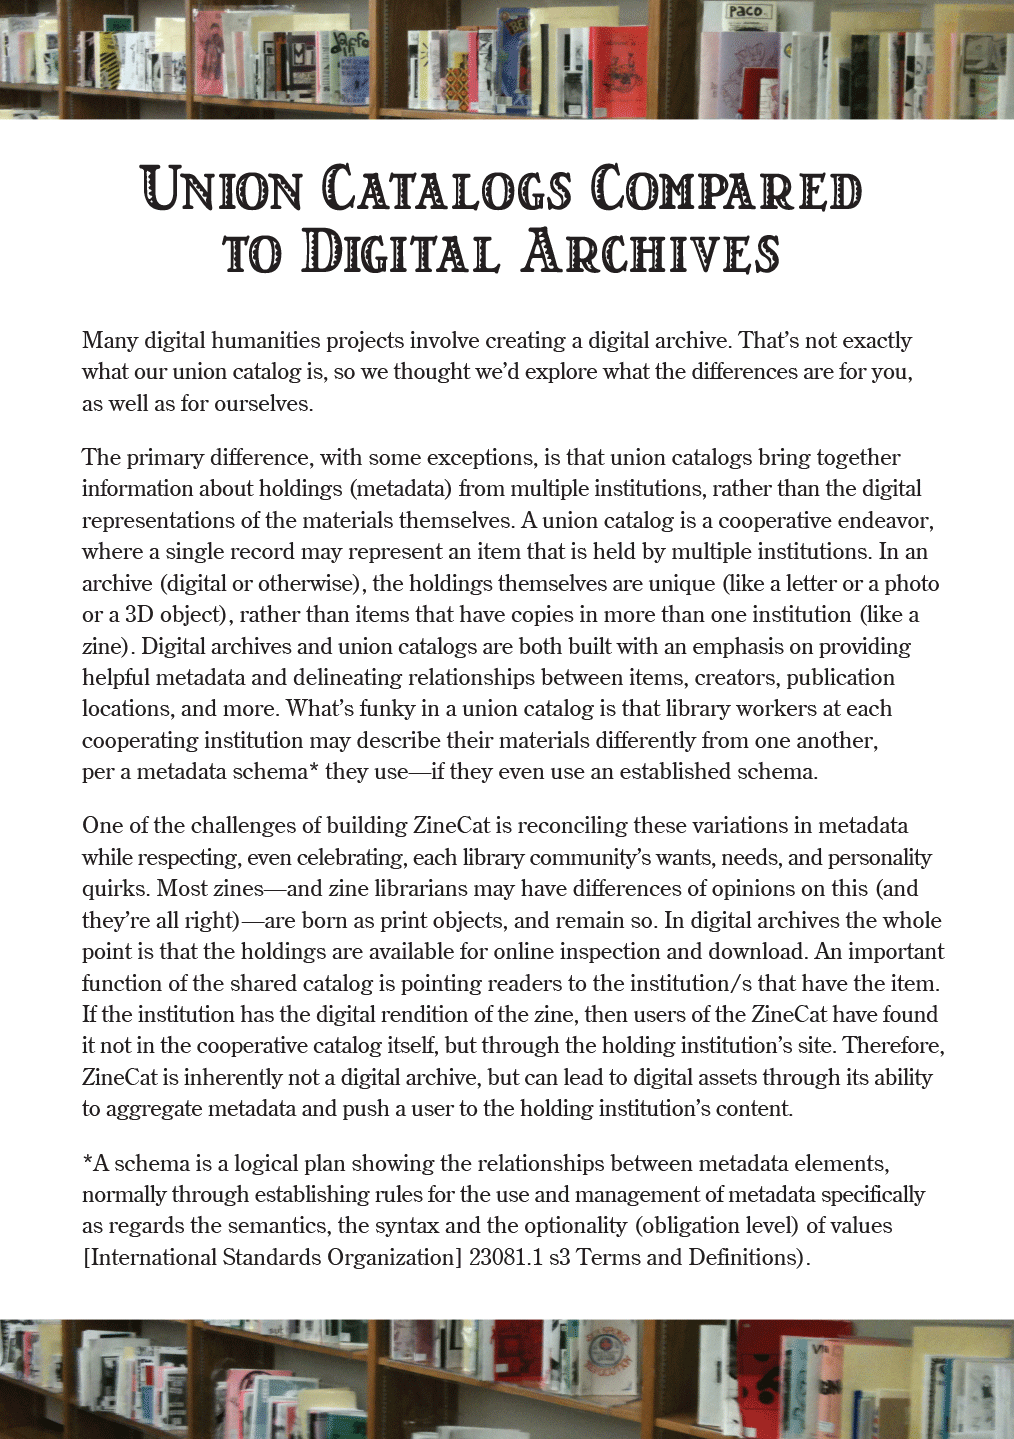 PACO
UNION CATALOGS COMPARED
TO DIGITAL ARCHIVES
Many digital humanities projects involve creating a digital archive. That’s not exactly
what our union catalog is, so we thought we’d explore what the differences are for you,
as well as for ourselves.
The primary difference, with some exceptions, is that union catalogs bring together
information about holdings (metadata) from multiple institutions, rather than the digital
representations of the materials themselves. A union catalog is a cooperative endeavor,
where a single record may represent an item that is held by multiple institutions. In an
archive (digital or otherwise), the holdings themselves are unique (like a letter or a photo
or a 3D object), rather than items that have copies in more than one institution (like a
zine). Digital archives and union catalogs are both built with an emphasis on providing
helpful metadata and delineating relationships between items, creators, publication
locations, and more. What’s funky in a union catalog is that library workers at each
cooperating institution may describe their materials differently from one another,
per a metadata schema* they use—if they even use an established schema.
One of the challenges of building ZineCat is reconciling these variations in metadata
while respecting, even celebrating, each library community’s wants, needs, and personality
quirks. Most zines—and zine librarians may have differences of opinions on this (and
they’re all right)—are born as print objects, and remain so. In digital archives the whole
point is that the holdings are available for online inspection and download. An important
function of the shared catalog is pointing readers to the institution/s that have the item.
If the institution has the digital rendition of the zine, then users of the ZineCat have found
it not in the cooperative catalog itself, but through the holding institution’s site. Therefore,
ZineCat is inherently not a digital archive, but can lead to digital assets through its ability
to aggregate metadata and push a user to the holding institution’s content.
*A schema is a logical plan showing the relationships between metadata elements,
normally through establishing rules for the use and management of metadata specifically
as regards the semantics, the syntax and the optionality (obligation level) of values
[International Standards Organization] 23081.1 s3 Terms and Definitions).